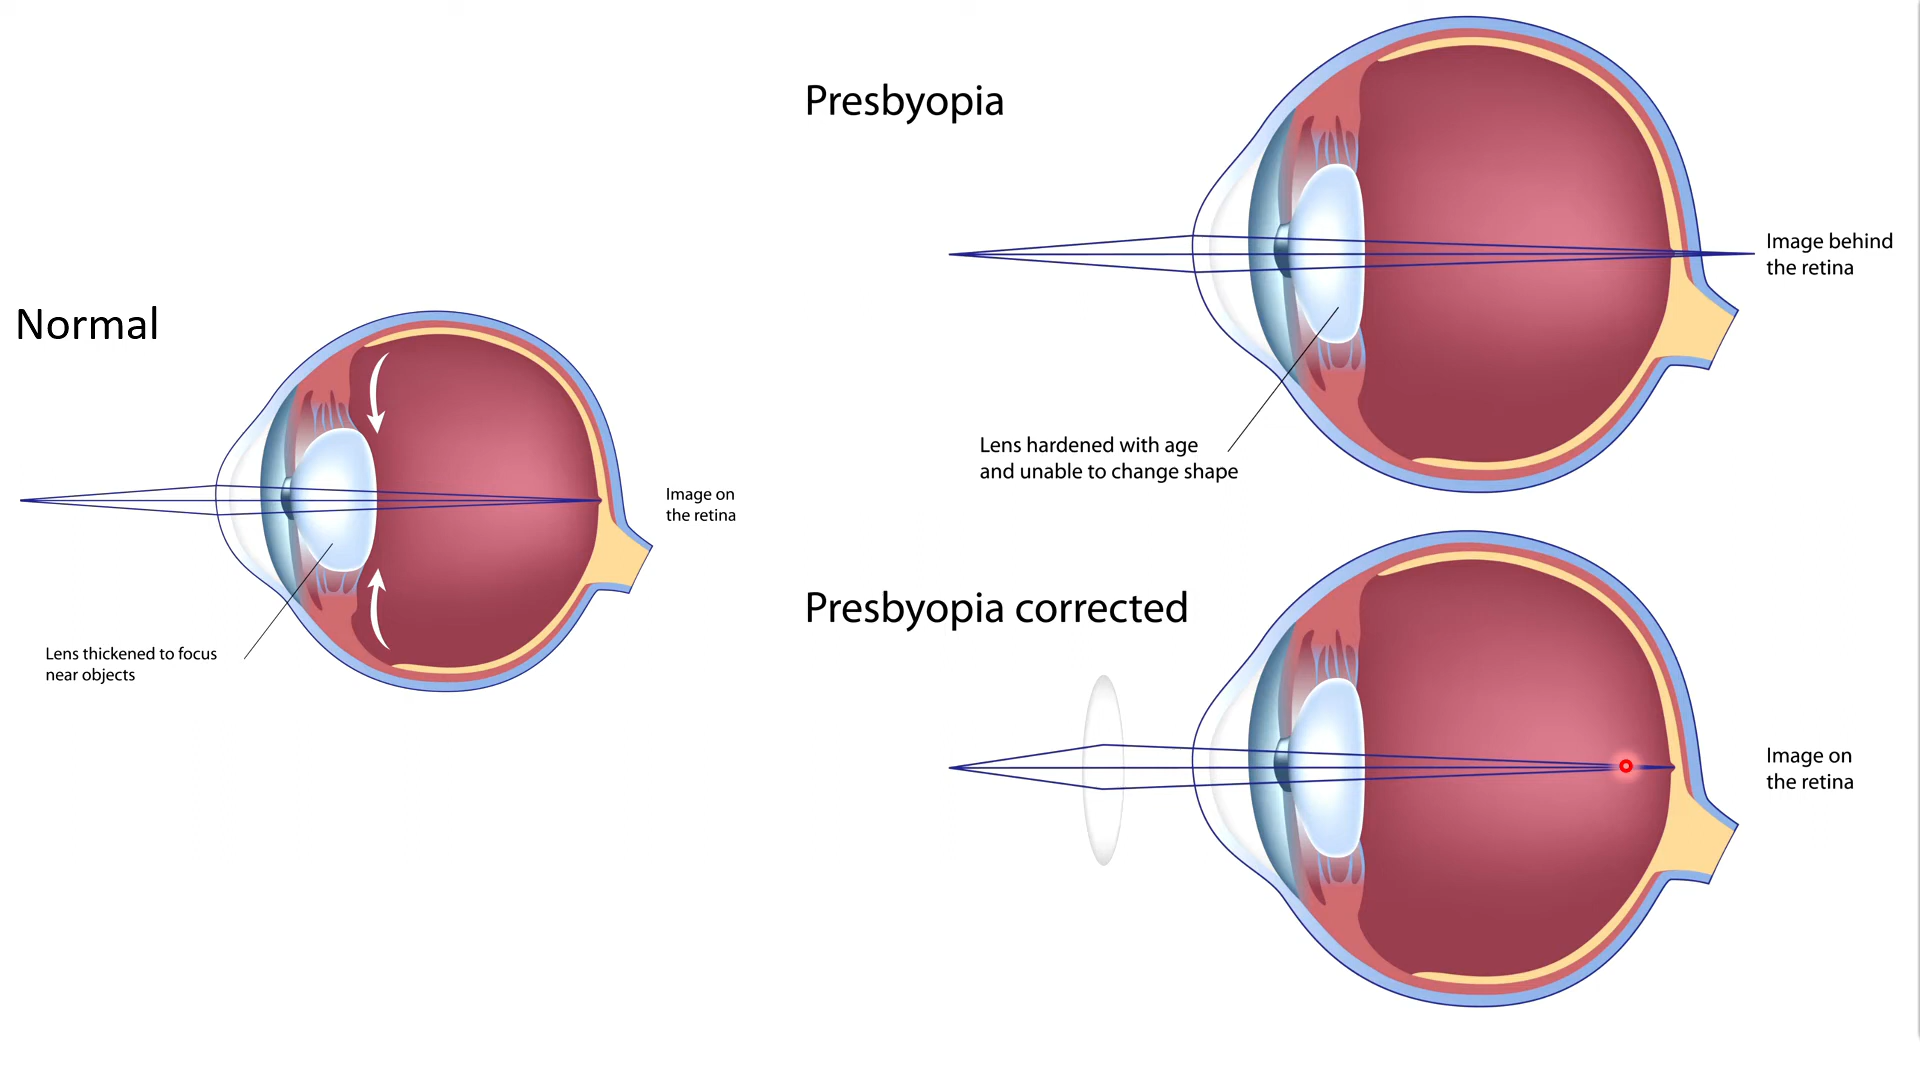 Normal
Image on
the retina
Lens thickened to focus
near objects
Presbyopia
Image behind
the retina
Lens hardened with age
and unable to change shape
Presbyopia corrected
Image on
the retina